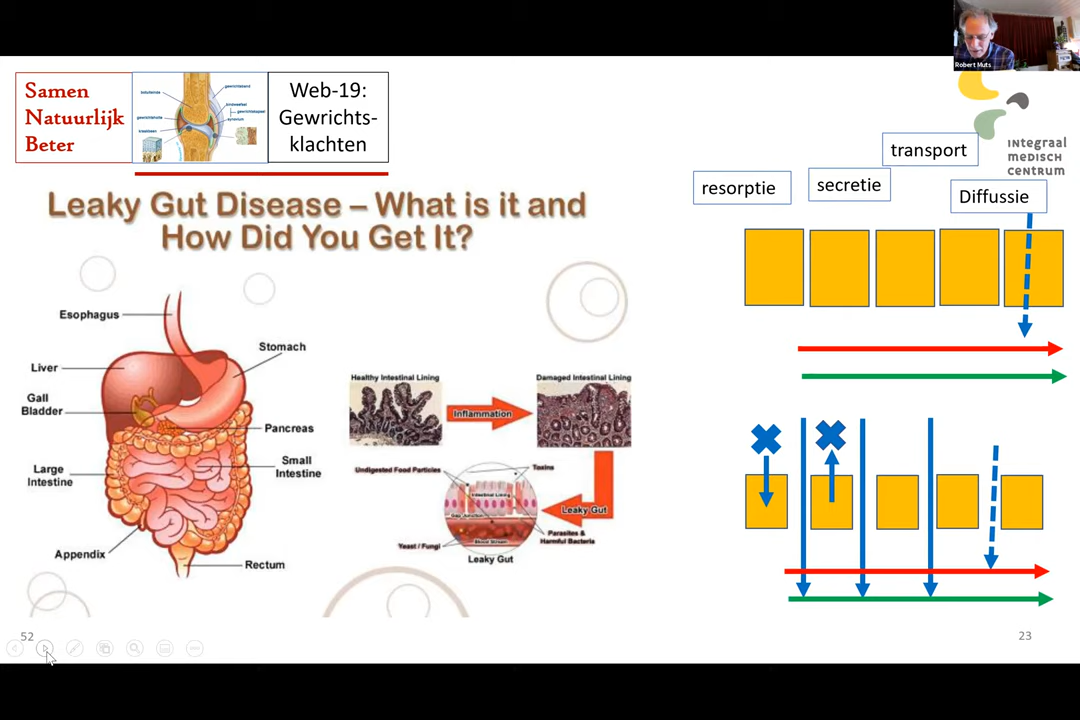 Robert Muts
Samen
Natuurlijk
Beter
Web-19:
Gewrichts-
klachten
integraal
medisch
centrum
transport
resorptie
secretie
Diffussie
Leaky Gut Disease – What is it and
How Did You Get It?
Esophagus
Stomach
Liver
Gall
Bladder
Pancreas
Large
Intestine
Small
Intestine
Appendix
Rectum
Healthy Intestinal Lining
Damaged Intestinal Lining
Inflammation
Undigested Food Particles
Toxins
Intestinal Lining
Leaky Gut
Blood Stream
Yeast / Fungi
Parasites &
Harmful Bacteria
Leaky Gut
52
23